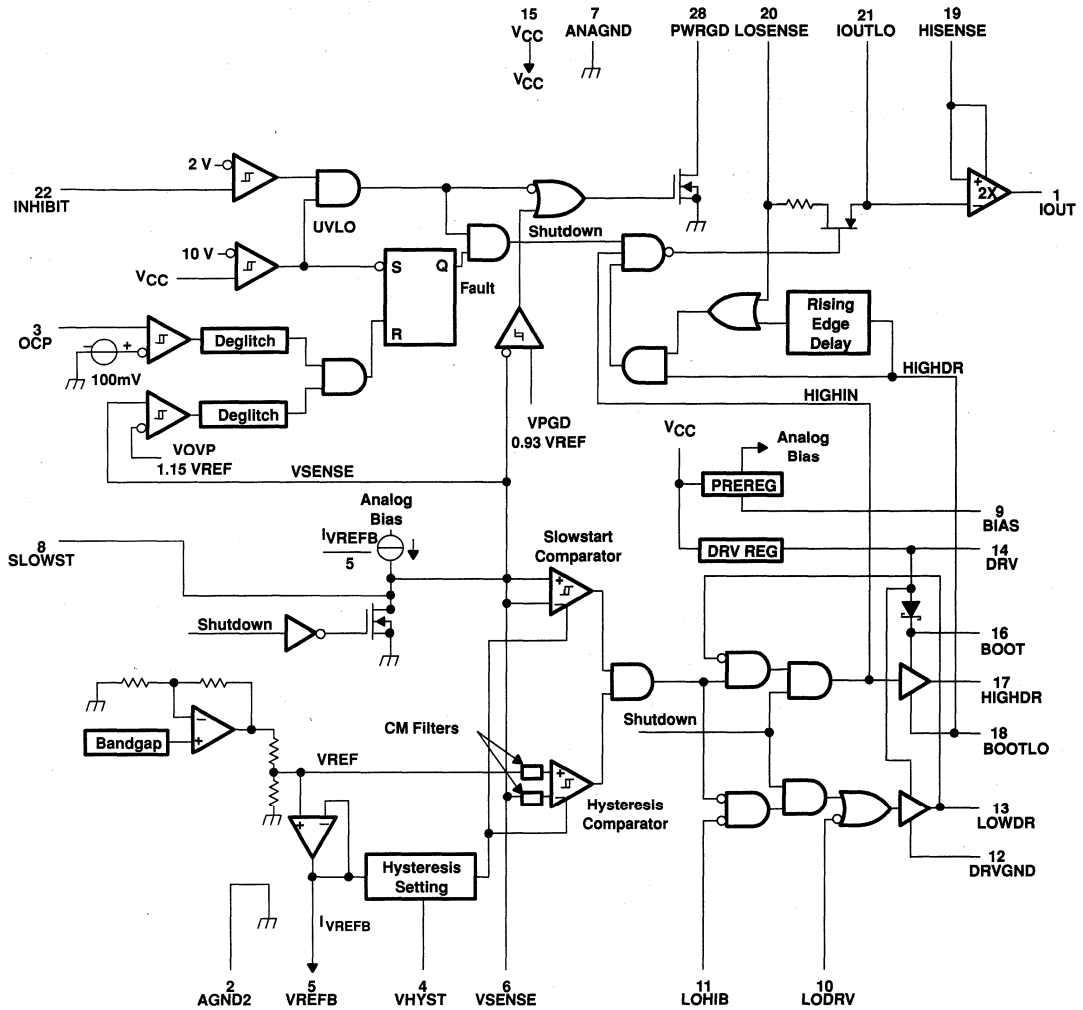 15
VCC
VCC
7
ANAGND
28
PWRGD
20
LOSENSE
21
IOUTLO
19
HISENSE
2 V
22
INHIBIT
UVLO
10 V
VCC
S
Q
R
Fault
Shutdown
+
−
2X
1
IOUT
3
OCP
+
−
100mV
Deglitch
Deglitch
VOVP
1.15 VREF
VPGD
0.93 VREF
Rising
Edge
Delay
HIGHDR
HIGHIN
VSENSE
VCC
Analog
Bias
PREREG
9
BIAS
8
SLOWST
Analog
Bias
IVREFB
5
Slowstart
Comparator
+
−
DRV REG
14
DRV
Shutdown
16
BOOT
17
HIGHDR
18
BOOTLO
Shutdown
Bandgap
−
+
CM Filters
VREF
+
−
Hysteresis
Comparator
13
LOWDR
12
DRVGND
+
−
Hysteresis
Setting
IVREFB
2
AGND2
5
VREFB
4
VHYST
6
VSENSE
11
LOHIB
10
LODRV